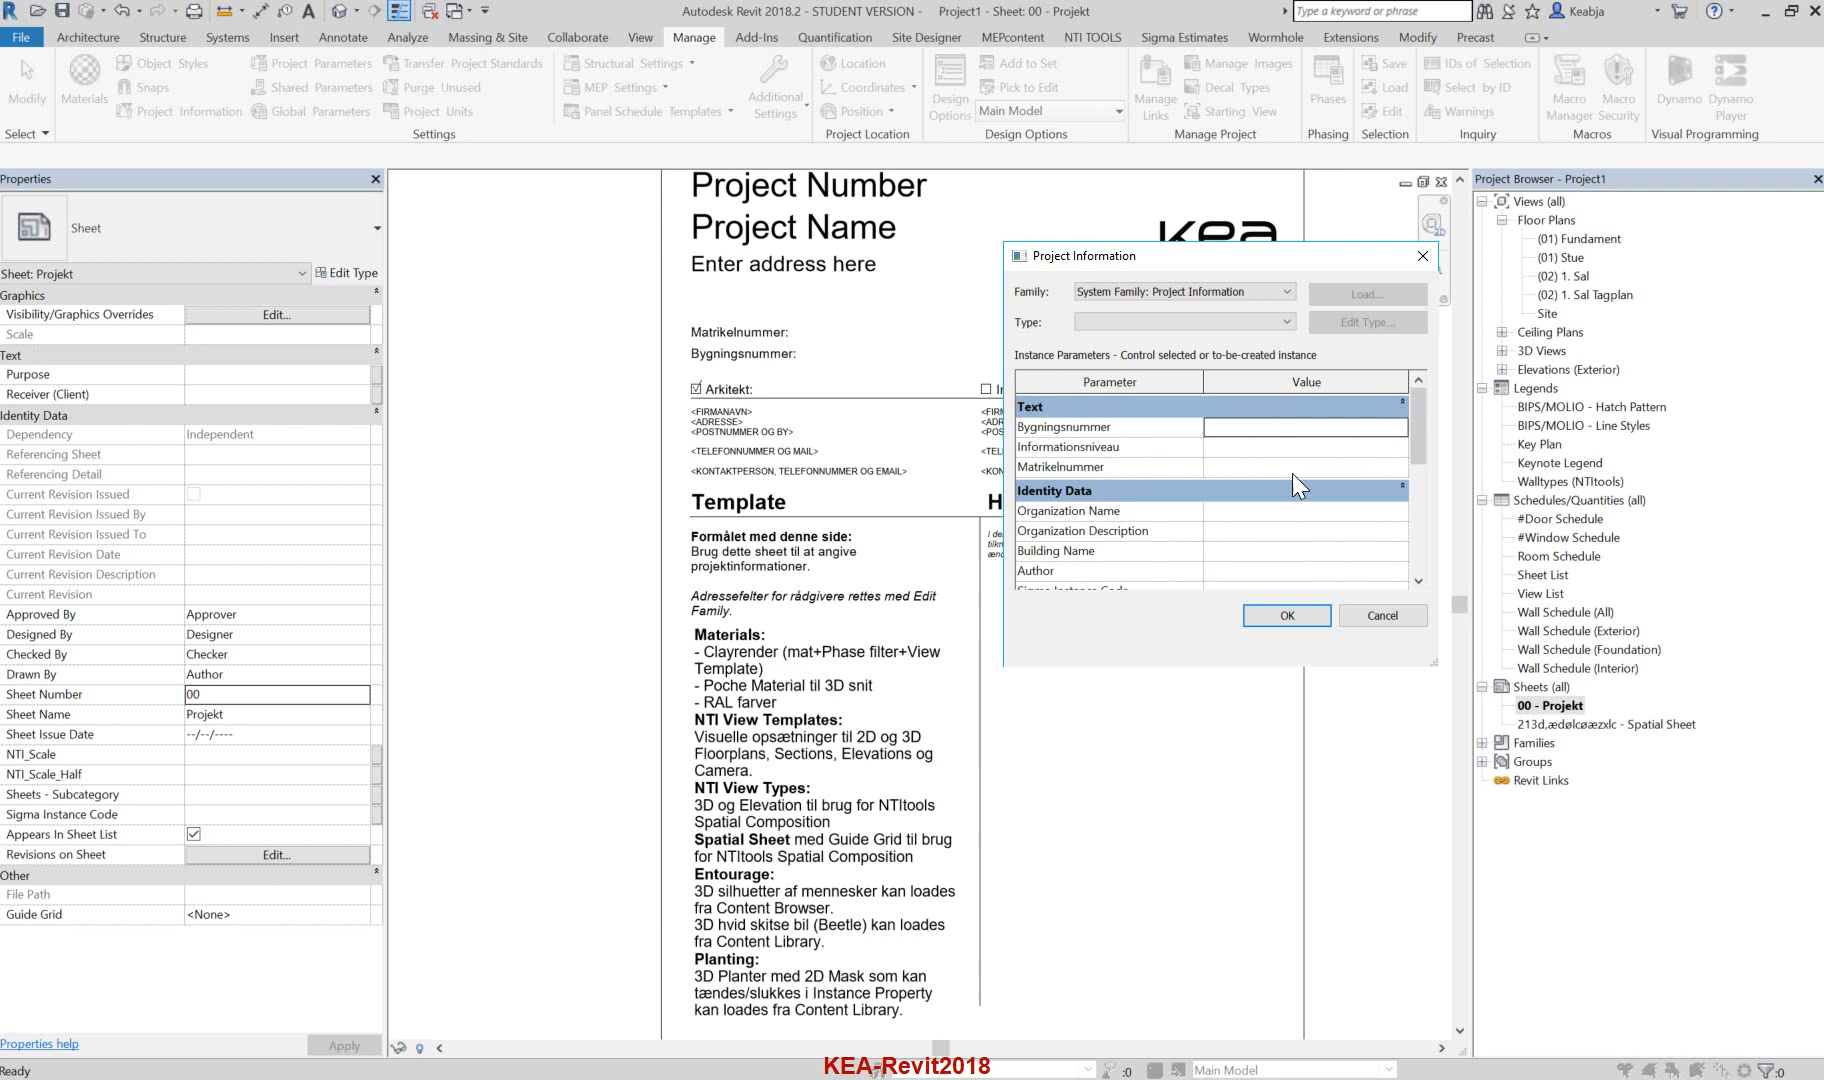 Autodesk Revit 2018.2 - STUDENT VERSION - Project1 - Sheet: 00 - Projekt
Type a keyword or phrase
Keabja
File Architecture Structure Systems Insert Annotate Analyze Massing & Site Collaborate View Manage Add-Ins Quantification Site Designer MEPcontent NTI TOOLS Sigma Estimates Wormhole Extensions Modify Precast
Modify
Materials
Object Styles
Snaps
Project Information
Project Parameters
Shared Parameters
Global Parameters
Transfer Project Standards
Purge Unused
Project Units
Structural Settings
MEP Settings
Panel Schedule Templates
Additional Settings
Location
Coordinates
Position
Design Options
Add to Set
Pick to Edit
Main Model
Manage Links
Manage Images
Decal Types
Starting View
Phases
Save
Load
Edit
IDs of Selection
Select by ID
Warnings
Macro Manager
Macro Security
Dynamo
Dynamo Player
Select
Settings
Project Location
Design Options
Manage Project
Phasing
Selection
Inquiry
Macros
Visual Programming
Properties
Sheet
Sheet: Projekt
Edit Type
Graphics
Visibility/Graphics Overrides Edit...
Scale
Text
Purpose
Receiver (Client)
Identity Data
Dependency Independent
Referencing Sheet
Referencing Detail
Current Revision Issued
Current Revision Issued By
Current Revision Issued To
Current Revision Date
Current Revision Description
Current Revision
Approved By Approver
Designed By Designer
Checked By Checker
Drawn By Author
Sheet Number 00
Sheet Name Projekt
Sheet Issue Date --/--/----
NTI_Scale
NTI_Scale_Half
Sheets - Subcategory
Sigma Instance Code
Appears In Sheet List
Revisions on Sheet Edit...
Other
File Path
Guide Grid <None>
Properties help
Apply
Ready
Project Number
Project Name
Enter address here
kea
Matrikelnummer:
Bygningsnummer:
Arkitekt:
<FIRMANAVN>
<ADRESSE>
<POSTNUMMER OG BY>
<TELEFONNUMMER OG MAIL>
<KONTAKTPERSON, TELEFONNUMMER OG EMAIL>
Template
Formålet med denne side:
Brug dette sheet til at angive
projektinformationer.
Adressefelter for rådgivere rettes med Edit
Family.
Materials:
- Clayrender (mat+Phase filter+View
Template)
- Poche Material til 3D snit
- RAL farver
NTI View Templates:
Visuelle opsætninger til 2D og 3D
Floorplans, Sections, Elevations og
Camera.
NTI View Types:
3D og Elevation til brug for NTItools
Spatial Composition
Spatial Sheet med Guide Grid til brug
for NTItools Spatial Composition
Entourage:
3D silhuetter af mennesker kan loades
fra Content Browser.
3D hvid skitse bil (Beetle) kan loades
fra Content Library.
Planting:
3D Planter med 2D Mask som kan
tændes/slukkes i Instance Property
kan loades fra Content Library.
Project Information
Family: System Family: Project Information Load...
Type: Edit Type...
Instance Parameters - Control selected or to-be-created instance
Parameter Value
Text
Bygningsnummer
Informationsniveau
Matrikelnummer
Identity Data
Organization Name
Organization Description
Building Name
Author
Sigma Instance Code
OK Cancel
Project Browser - Project1
Views (all)
Floor Plans
(01) Fundament
(01) Stue
(02) 1. Sal
(02) 1. Sal Tagplan
Site
Ceiling Plans
3D Views
Elevations (Exterior)
Legends
BIPS/MOLIO - Hatch Pattern
BIPS/MOLIO - Line Styles
Key Plan
Keynote Legend
Walltypes (NTItools)
Schedules/Quantities (all)
#Door Schedule
#Window Schedule
Room Schedule
Sheet List
View List
Wall Schedule (All)
Wall Schedule (Exterior)
Wall Schedule (Foundation)
Wall Schedule (Interior)
Sheets (all)
00 - Projekt
213d,ædølcøæzxlc - Spatial Sheet
Families
Groups
Revit Links
KEA-Revit2018
:0
Main Model
:0